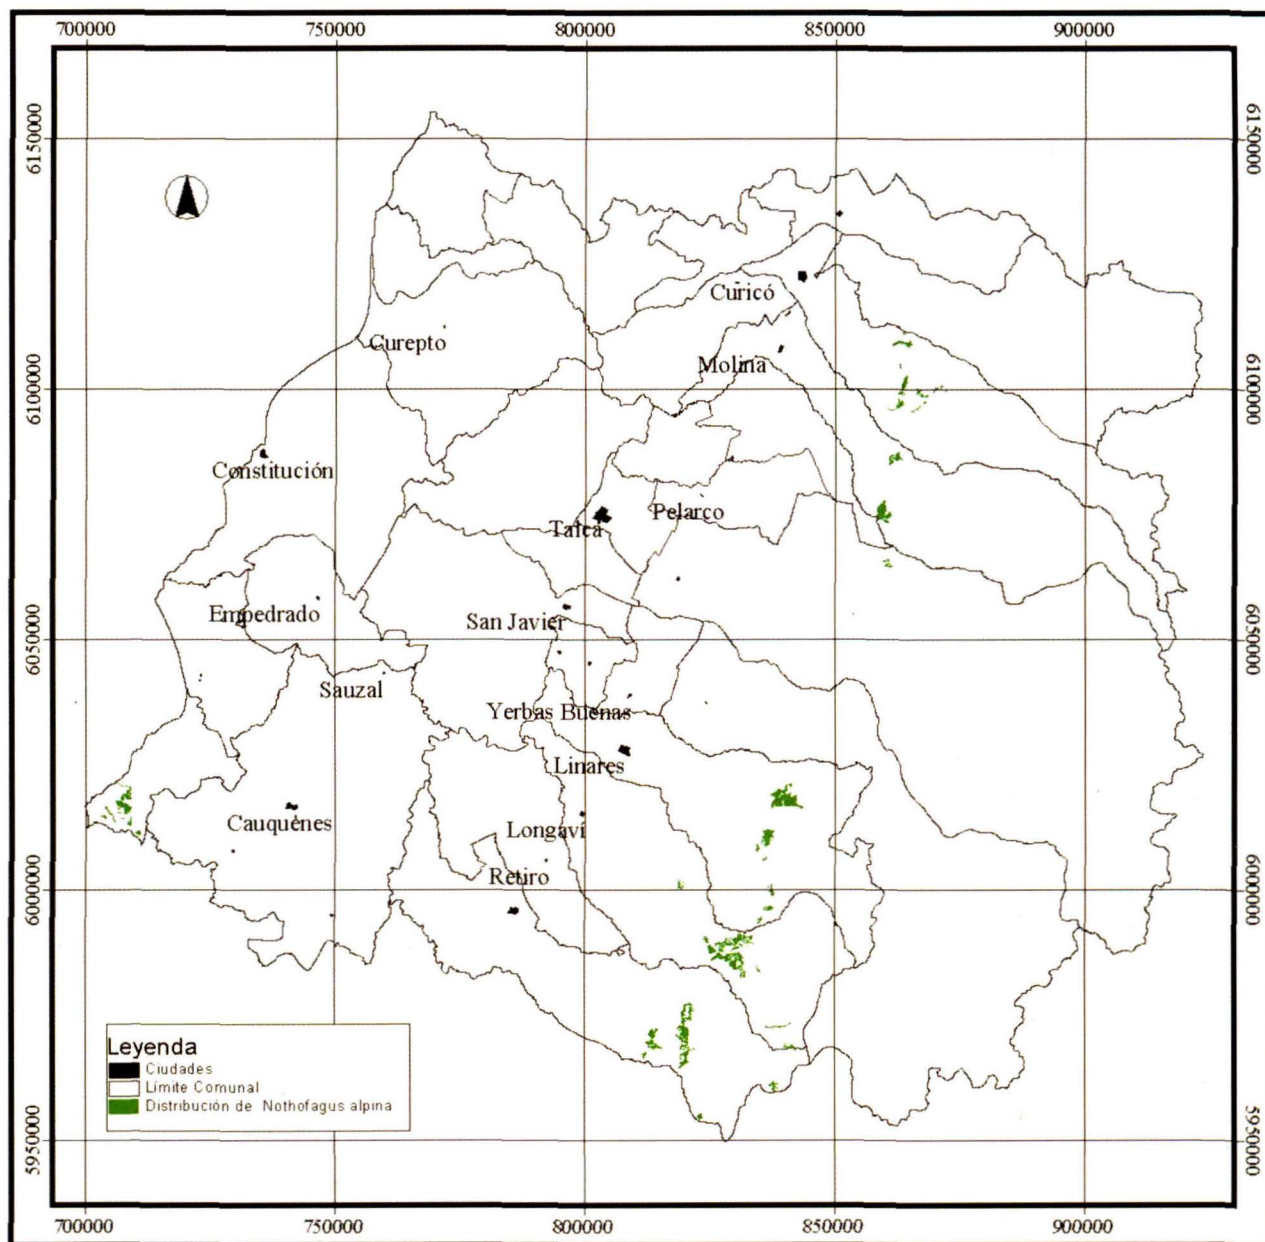 700000 750000 800000 850000 900000
6150000 6150000
Curicó
Curepto
Molina
6100000 6100000
Constitución
Pelarco
Talca
Empedrado
San Javier
6050000 6050000
Sauzal
Yerbas Buenas
Linares
Cauquenes
Longaví
Retiro
6000000 6000000
Leyenda
Ciudades
Límite Comunal
Distribución de Nothofagus alpina
5950000 5950000
700000 750000 800000 850000 900000